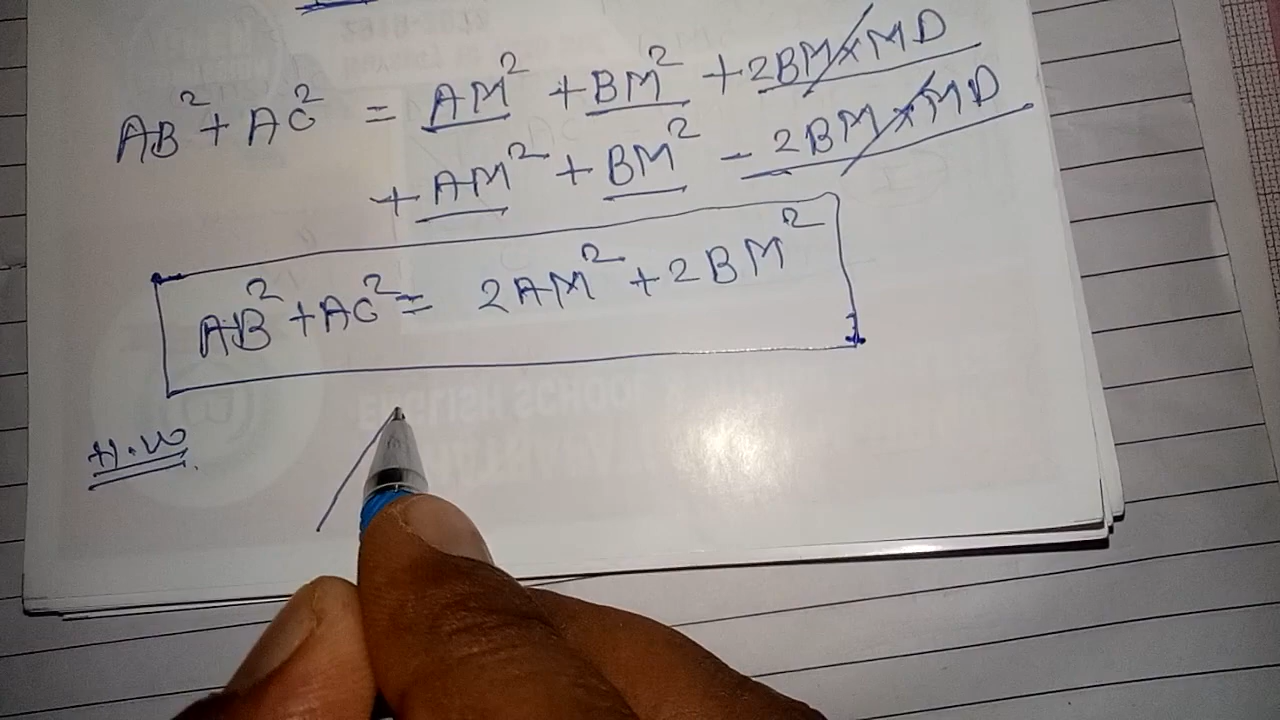 AB² + AC² = AM² + BM² + 2BM×MD
+ AM² + BM² - 2BM×MD
AB² + AC² = 2AM² + 2BM²
H.W